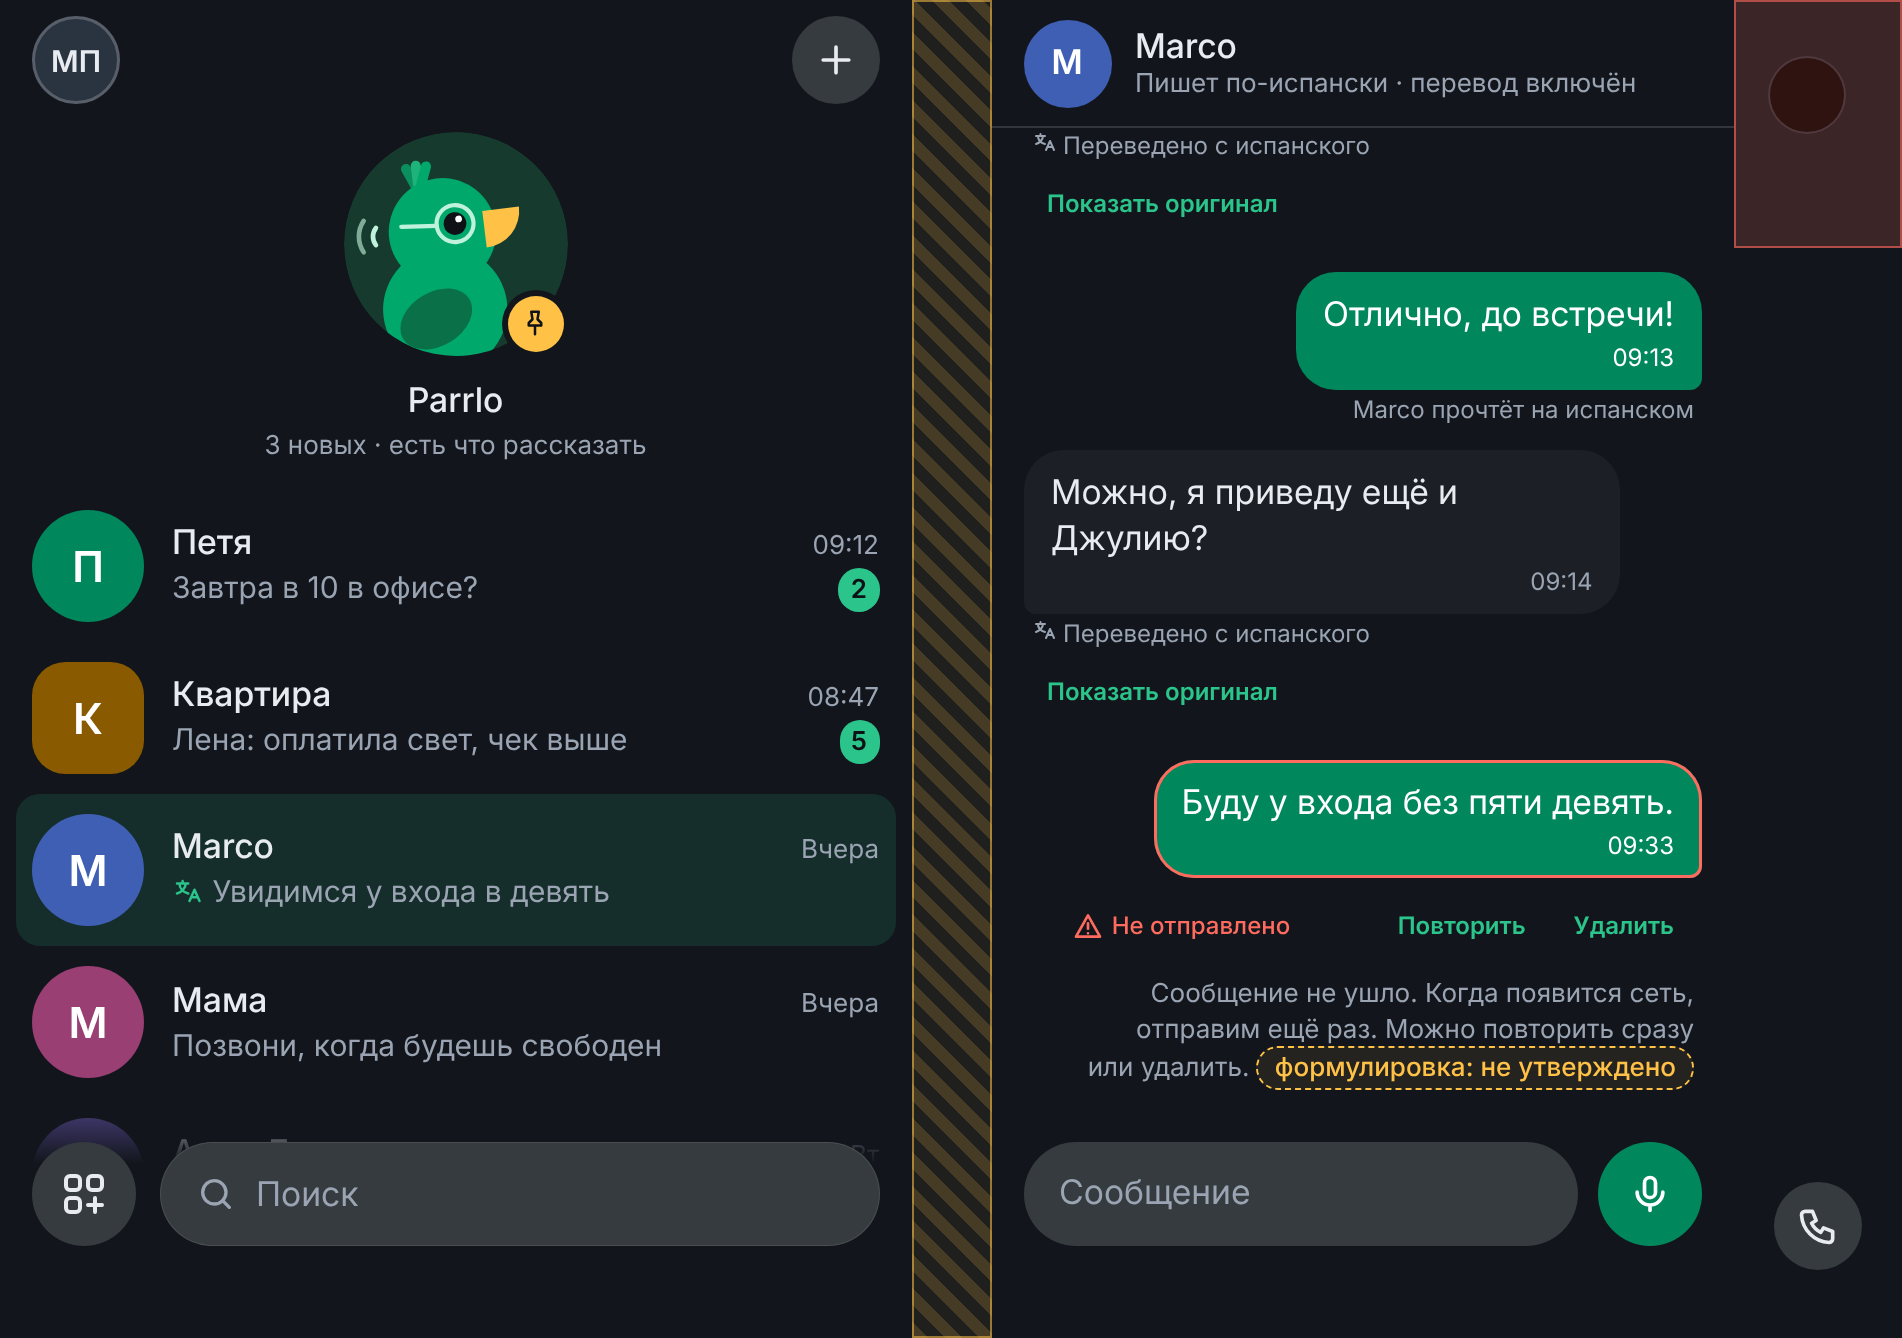 МП
Parrlo
3 новых · есть что рассказать
П
Петя
09:12
Завтра в 10 в офисе?
2
К
Квартира
08:47
Лена: оплатила свет, чек выше
5
M
Marco
Вчера
Увидимся у входа в девять
М
Мама
Вчера
Позвони, когда будешь свободен
Вт
Поиск
M
Marco
Пишет по-испански · перевод включён
Переведено с испанского
Показать оригинал
Отлично, до встречи!
09:13
Marco прочтёт на испанском
Можно, я приведу ещё и
Джулию?
09:14
Переведено с испанского
Показать оригинал
Буду у входа без пяти девять.
09:33
Не отправлено
Повторить
Удалить
Сообщение не ушло. Когда появится сеть,
отправим ещё раз. Можно повторить сразу
или удалить. формулировка: не утверждено
Сообщение